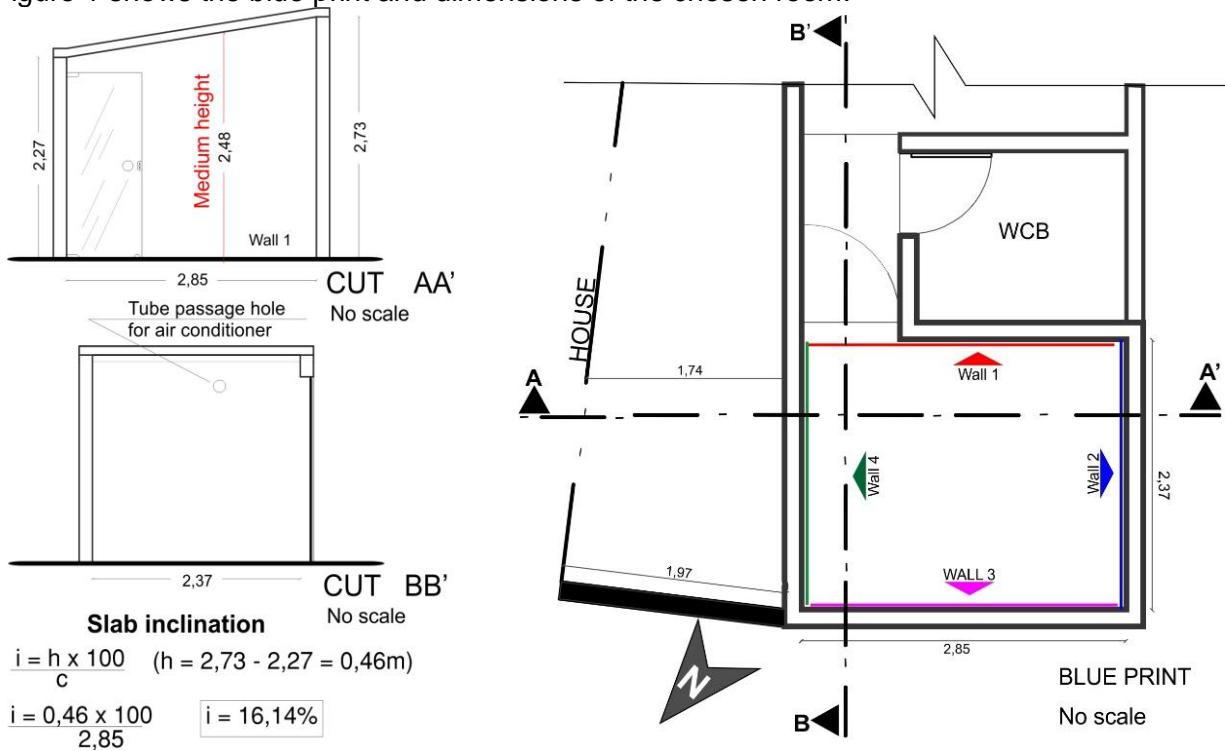 igure 1 shows the blue print and dimensions of the chosen room.
2,27
Medium height
2,48
2,73
Wall 1
2,85
CUT AA'
No scale
Tube passage hole
for air conditioner
2,37
CUT BB'
No scale
Slab inclination
i = h x 100 (h = 2,73 - 2,27 = 0,46m)
c
i = 0,46 x 100 i = 16,14%
2,85
B'
WCB
HOUSE
1,74
A
A'
Wall 1
Wall 4
Wall 2
2,37
WALL 3
1,97
2,85
N
B
BLUE PRINT
No scale